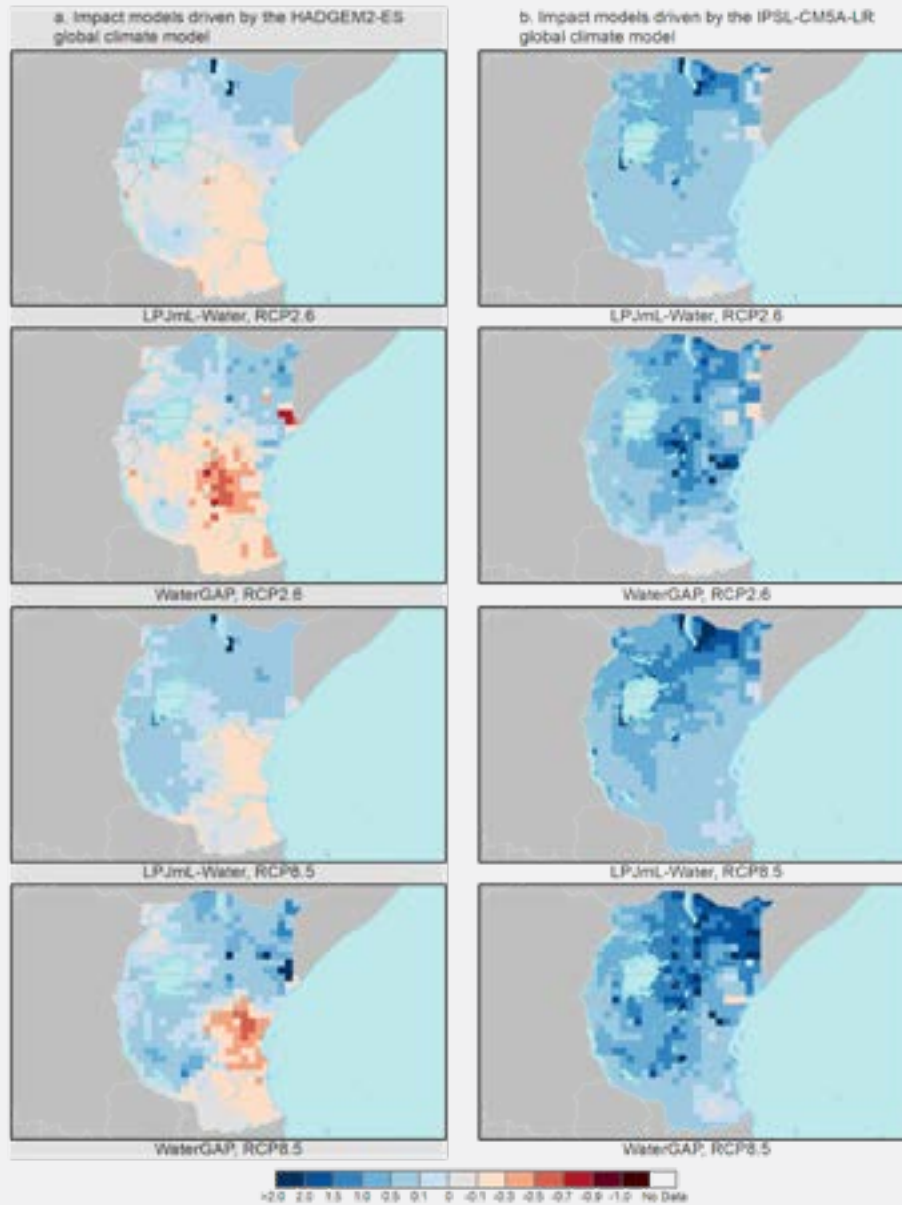 a. Impact models driven by the HADGEM2-ES
global climate model
b. Impact models driven by the IPSL-CM5A-LR
global climate model
LPJmL-Water, RCP2.6
LPJmL-Water, RCP2.6
WaterGAP, RCP2.6
WaterGAP, RCP2.6
LPJmL-Water, RCP8.5
LPJmL-Water, RCP8.5
WaterGAP, RCP8.5
WaterGAP, RCP8.5
>2.0 2.0 1.5 1.0 0.5 0.1 0 -0.1 -0.3 -0.5 -0.7 -0.9 -1.0 No Data